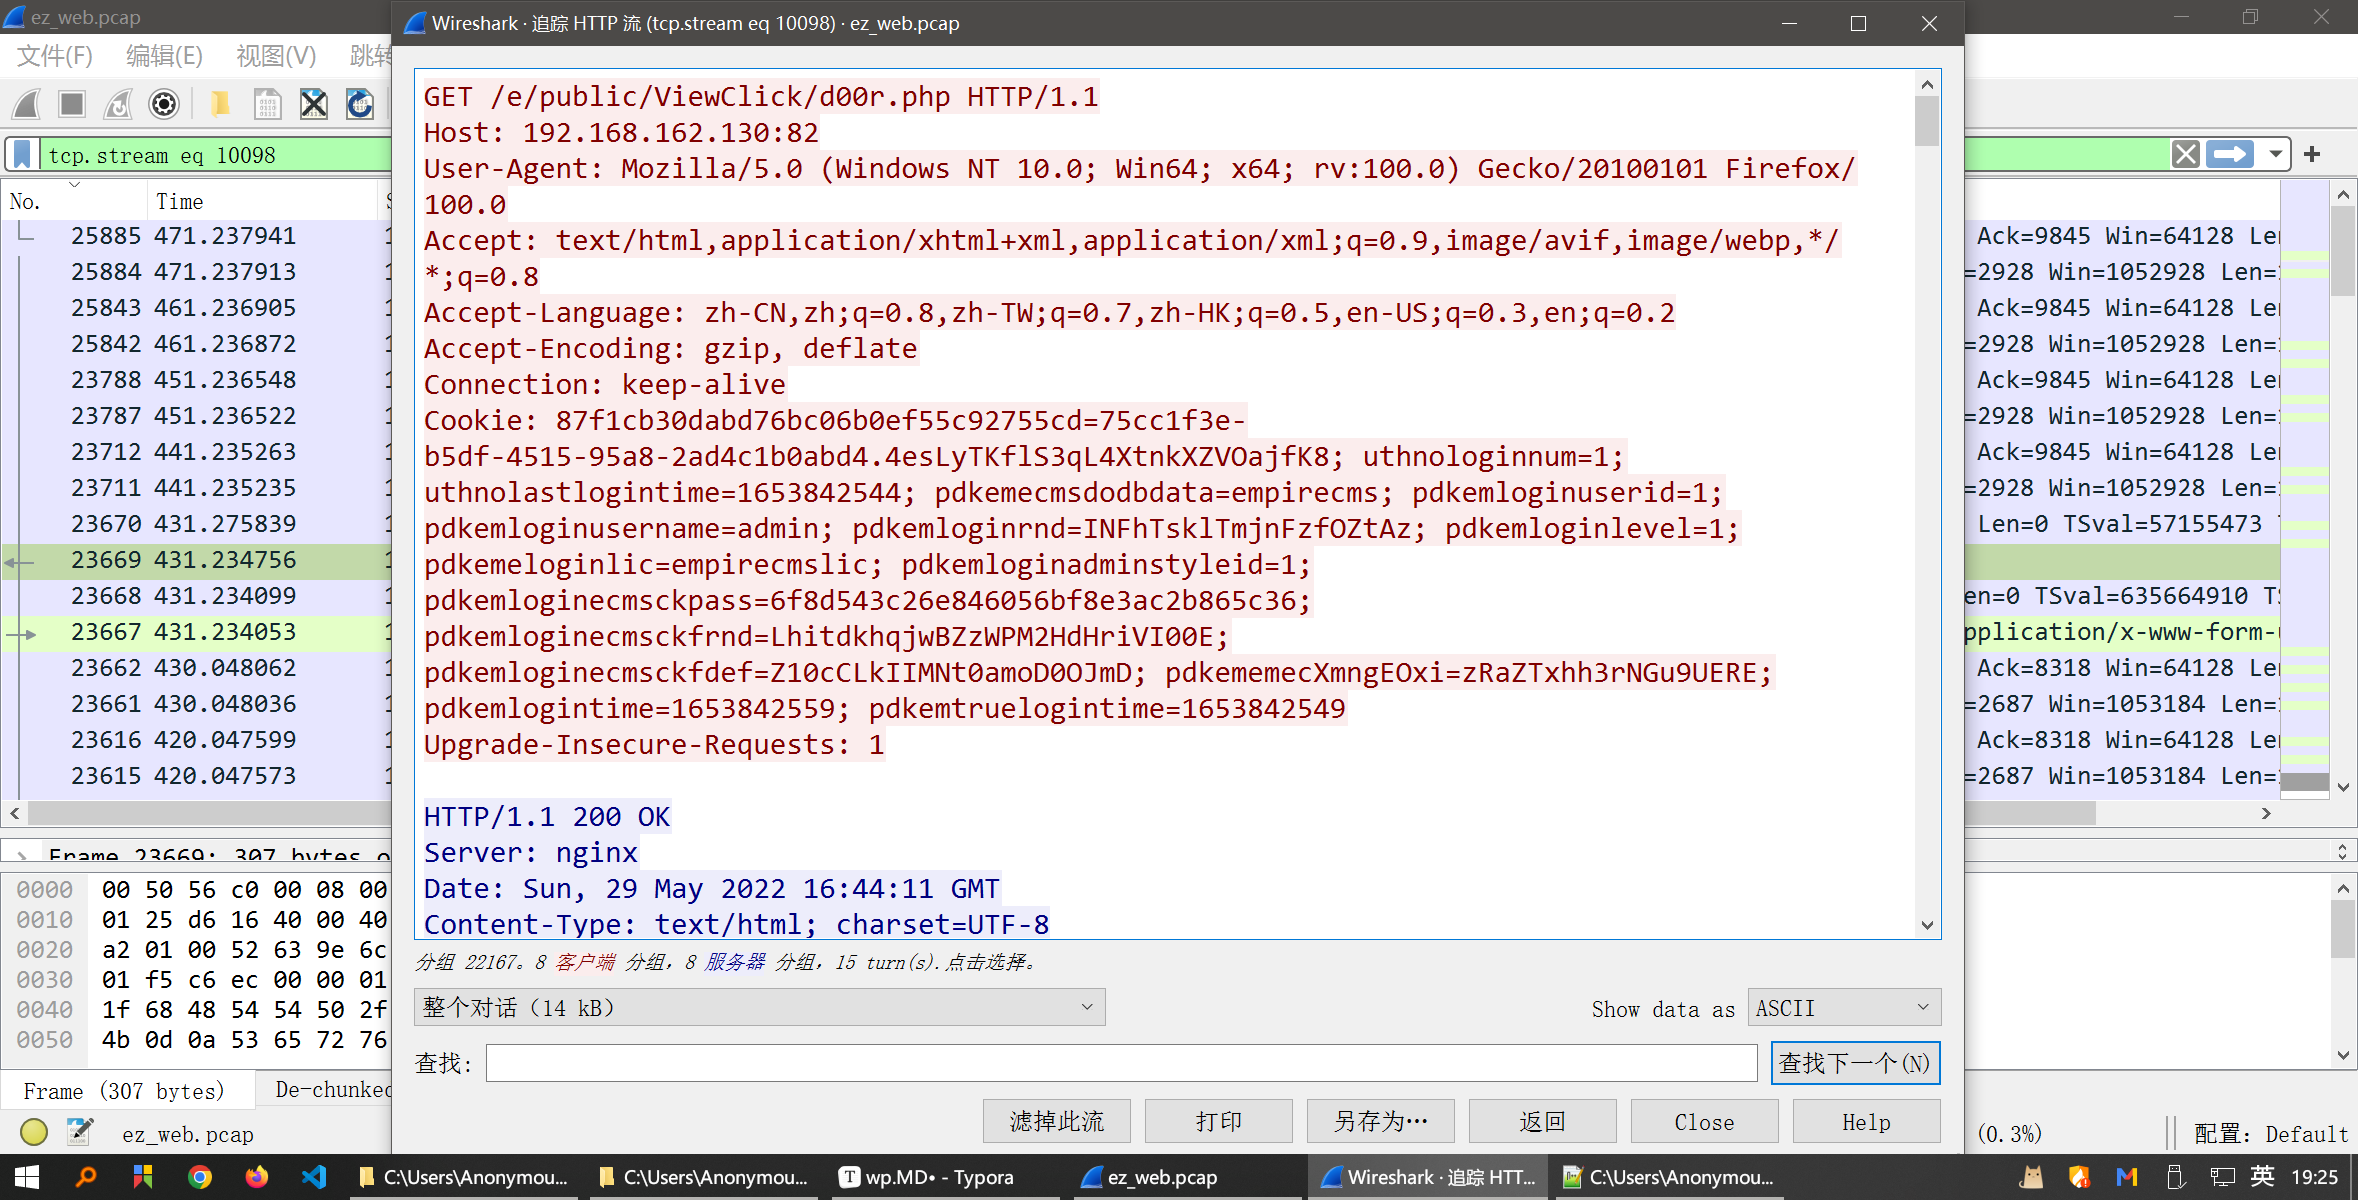 ez_web.pcap
Wireshark · 追踪 HTTP 流 (tcp.stream eq 10098) · ez_web.pcap
文件(F) 编辑(E) 视图(V) 跳转
tcp.stream eq 10098
No. Time
25885 471.237941
25884 471.237913
25843 461.236905
25842 461.236872
23788 451.236548
23787 451.236522
23712 441.235263
23711 441.235235
23670 431.275839
23669 431.234756
23668 431.234099
23667 431.234053
23662 430.048062
23661 430.048036
23616 420.047599
23615 420.047573
GET /e/public/ViewClick/d00r.php HTTP/1.1
Host: 192.168.162.130:82
User-Agent: Mozilla/5.0 (Windows NT 10.0; Win64; x64; rv:100.0) Gecko/20100101 Firefox/
100.0
Accept: text/html,application/xhtml+xml,application/xml;q=0.9,image/avif,image/webp,*/
*;q=0.8
Accept-Language: zh-CN,zh;q=0.8,zh-TW;q=0.7,zh-HK;q=0.5,en-US;q=0.3,en;q=0.2
Accept-Encoding: gzip, deflate
Connection: keep-alive
Cookie: 87f1cb30dabd76bc06b0ef55c92755cd=75cc1f3e-
b5df-4515-95a8-2ad4c1b0abd4.4esLyTKflS3qL4XtnkXZVOajfK8; uthnologinnum=1;
uthnolastlogintime=1653842544; pdkemecmsdodbdata=empirecms; pdkemloginuserid=1;
pdkemloginusername=admin; pdkemloginrnd=INFhTsklTmjnFzfOZtAz; pdkemloginlevel=1;
pdkemeloginlic=empirecmslic; pdkemloginadminstyleid=1;
pdkemloginecmsckpass=6f8d543c26e846056bf8e3ac2b865c36;
pdkemloginecmsckfrnd=LhitdkhqjwBZzWPM2HdHriVI00E;
pdkemloginecmsckfdef=Z10cCLkIIMNt0amoD0OJmD; pdkememecXmngEOxi=zRaZTxhh3rNGu9UERE;
pdkemlogintime=1653842559; pdkemtruelogintime=1653842549
Upgrade-Insecure-Requests: 1
HTTP/1.1 200 OK
Server: nginx
Date: Sun, 29 May 2022 16:44:11 GMT
Content-Type: text/html; charset=UTF-8
Ack=9845 Win=64128
=2928 Win=1052928 Len=
Ack=9845 Win=64128
=2928 Win=1052928 Len=
Ack=9845 Win=64128
=2928 Win=1052928 Len=
Ack=9845 Win=64128
=2928 Win=1052928 Len=
Len=0 TSval=57155473
en=0 TSval=635664910
pplication/x-www-form-
Ack=8318 Win=64128
=2687 Win=1053184 Len=
Ack=8318 Win=64128
=2687 Win=1053184 Len=
Frame 23669: 307 bytes o
0000 00 50 56 c0 00 08 00
0010 01 25 d6 16 40 00 40
0020 a2 01 00 52 63 9e 6c
0030 01 f5 c6 ec 00 00 01
0040 1f 68 48 54 54 50 2f
0050 4b 0d 0a 53 65 72 76
Frame (307 bytes) De-chunked
ez_web.pcap
分组 22167。8 客户端 分组，8 服务器 分组，15 turn(s).点击选择。
整个对话（14 kB） Show data as ASCII
查找: 查找下一个(N)
滤掉此流 打印 另存为… 返回 Close Help
(0.3%) 配置：Default
C:\Users\Anonymou... C:\Users\Anonymou... wp.MD• - Typora ez_web.pcap Wireshark · 追踪 HTT... C:\Users\Anonymou... 英 19:25